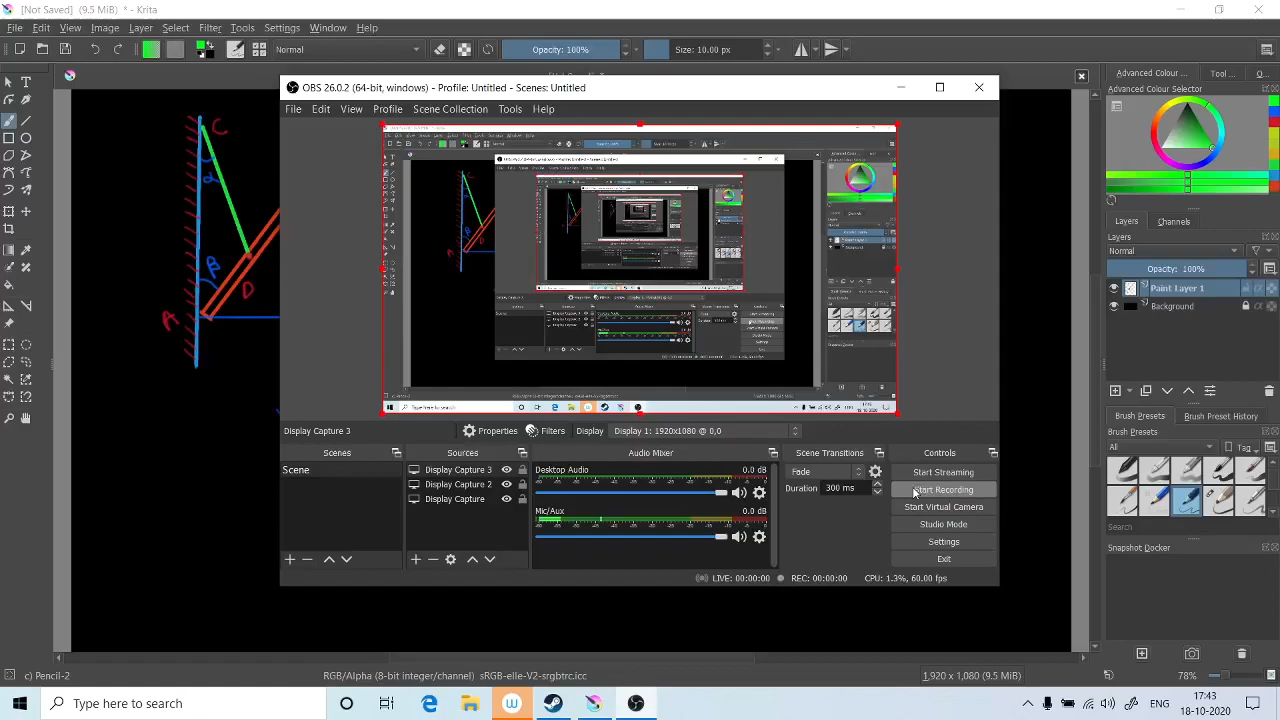 [Not Saved] (9.5 MiB) * - Krita
File Edit View Image Layer Select Filter Tools Settings Window Help
Normal
Opacity: 100%
Size: 10.00 px
OBS 26.0.2 (64-bit, windows) - Profile: Untitled - Scenes: Untitled
File Edit View Profile Scene Collection Tools Help
Display Capture 3
Properties
Filters
Display
Display 1: 1920x1080 @ 0,0
Scenes
Scene
Sources
Display Capture 3
Display Capture 2
Display Capture
Audio Mixer
Desktop Audio
0.0 dB
Mic/Aux
0.0 dB
Scene Transitions
Fade
Duration
300 ms
Controls
Start Streaming
Start Recording
Start Virtual Camera
Studio Mode
Settings
Exit
LIVE: 00:00:00
REC: 00:00:00
CPU: 1.3%, 60.00 fps
C
α
β
D
A
Advanced Colour ...
Tool ...
O...
Advanced Colour Selector
Layers
Channels
Layers
Normal
Opacity: 100%
Paint Layer 1
Background
Brush Presets
Brush Preset History
Brush Presets
All
Tag
Search
Snapshot Docker
c) Pencil-2
RGB/Alpha (8-bit integer/channel) sRGB-elle-V2-srgbtrc.icc
1,920 x 1,080 (9.5 MiB)
78%
Type here to search
ENG
17:43
18-10-2020